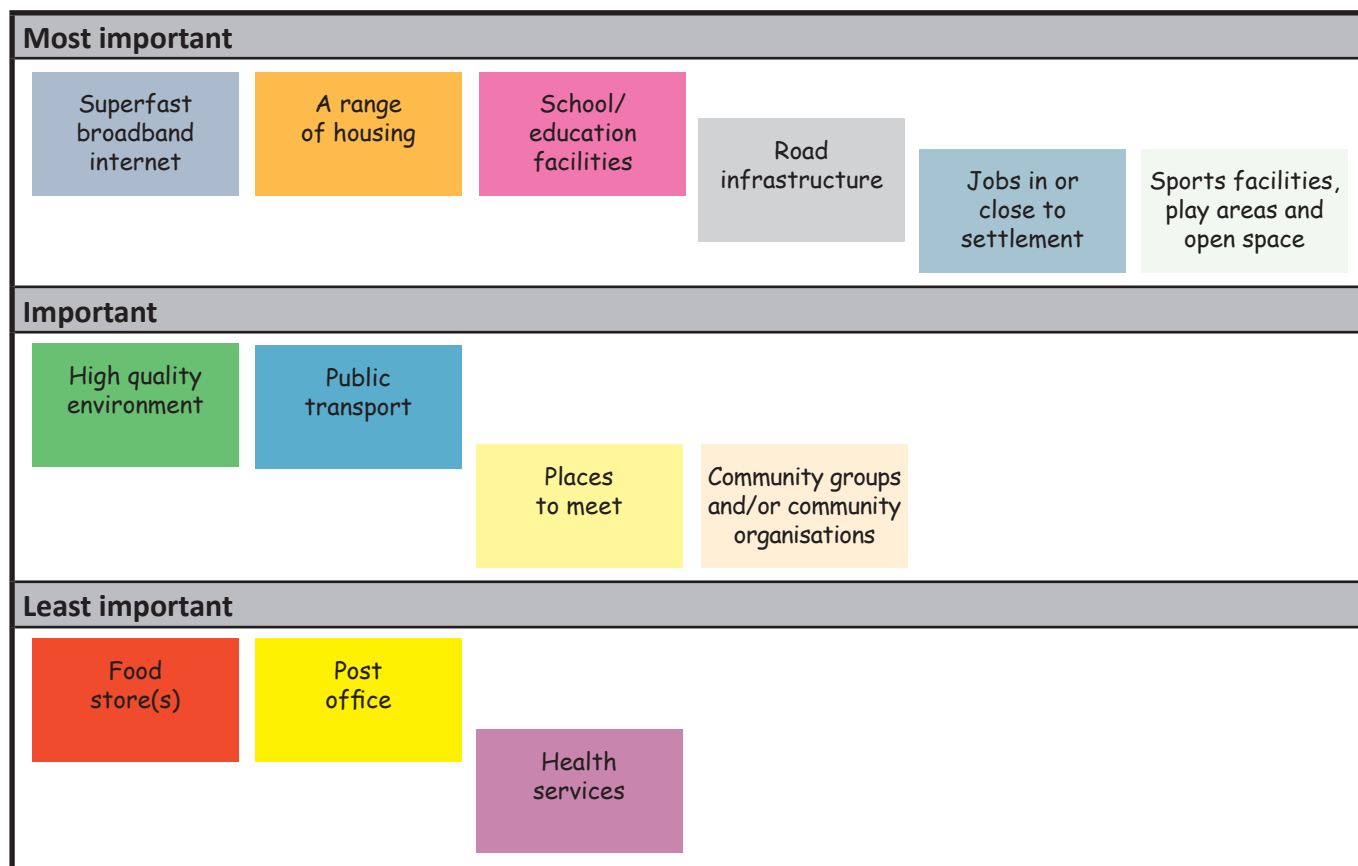 Most important
Superfast
broadband
internet
A range
of housing
School/
education
facilities
Road
infrastructure
Jobs in or
close to
settlement
Sports facilities,
play areas and
open space
Important
High quality
environment
Public
transport
Places
to meet
Community groups
and/or community
organisations
Least important
Food
store(s)
Post
office
Health
services